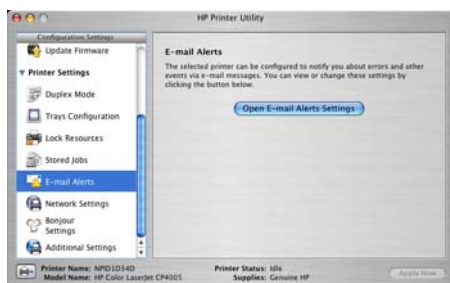 HP Printer Utility
Configuration Settings
Update Firmware
Printer Settings
Duplex Mode
Trays Configuration
Lock Resources
Stored Jobs
E-mail Alerts
Network Settings
Bonjour
Settings
Additional Settings
E-mail Alerts
The selected printer can be configured to notify you about errors and other
events via e-mail messages. You can view or change these settings by
clicking the button below.
Open E-mail Alerts Settings
Printer Name: NPID1D34D
Model Name: HP Color LaserJet CP4005
Printer Status: Idle
Supplies: Genuine HP
Apply Now